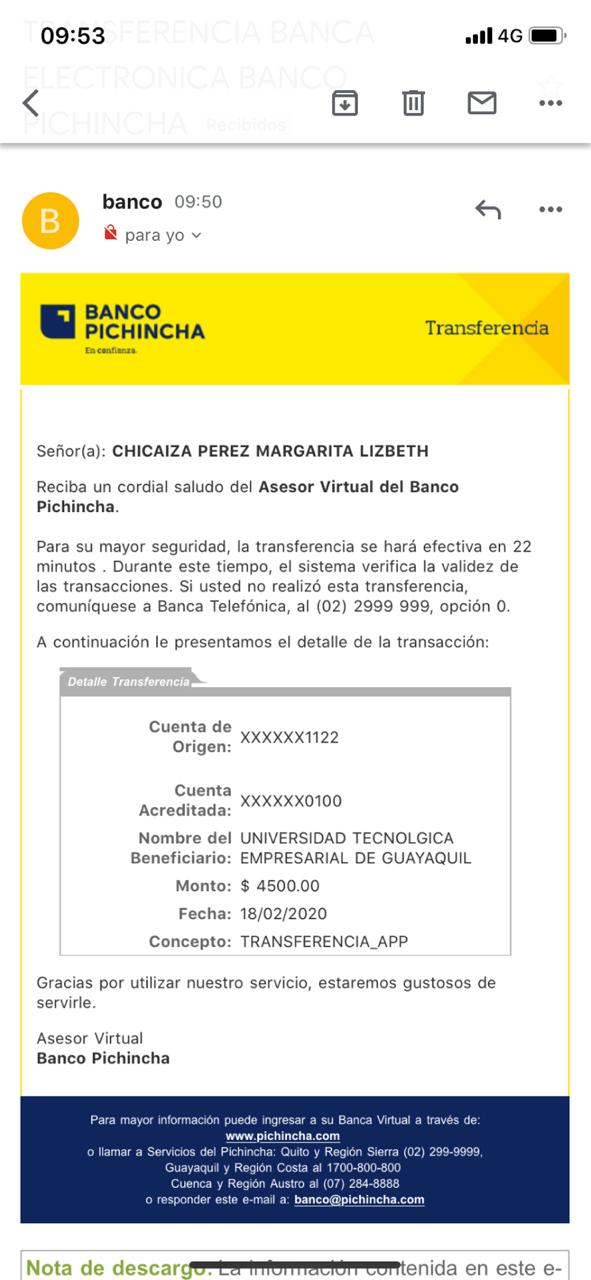 TRANSFERENCIA BANCA
09:53
4G
ELECTRONICA BANCO
PICHINCHA Recibidos
banco 09:50
B
para yo
BANCO
PICHINCHA
En confianza.
Transferencia
Señor(a): CHICAIZA PEREZ MARGARITA LIZBETH
Reciba un cordial saludo del Asesor Virtual del Banco
Pichincha.
Para su mayor seguridad, la transferencia se hará efectiva en 22
minutos . Durante este tiempo, el sistema verifica la validez de
las transacciones. Si usted no realizó esta transferencia,
comuníquese a Banca Telefónica, al (02) 2999 999, opción 0.
A continuación le presentamos el detalle de la transacción:
Detalle Transferencia
Cuenta de
Origen: XXXXXX1122
Cuenta
Acreditada: XXXXXX0100
Nombre del UNIVERSIDAD TECNOLGICA
Beneficiario: EMPRESARIAL DE GUAYAQUIL
Monto: $ 4500.00
Fecha: 18/02/2020
Concepto: TRANSFERENCIA_APP
Gracias por utilizar nuestro servicio, estaremos gustosos de
servirle.
Asesor Virtual
Banco Pichincha
Para mayor información puede ingresar a su Banca Virtual a través de:
www.pichincha.com
o llamar a Servicios del Pichincha: Quito y Región Sierra (02) 299-9999,
Guayaquil y Región Costa al 1700-800-800
Cuenca y Región Austro al (07) 284-8888
o responder este e-mail a: banco@pichincha.com
Nota de descargo: La información contenida en este e-